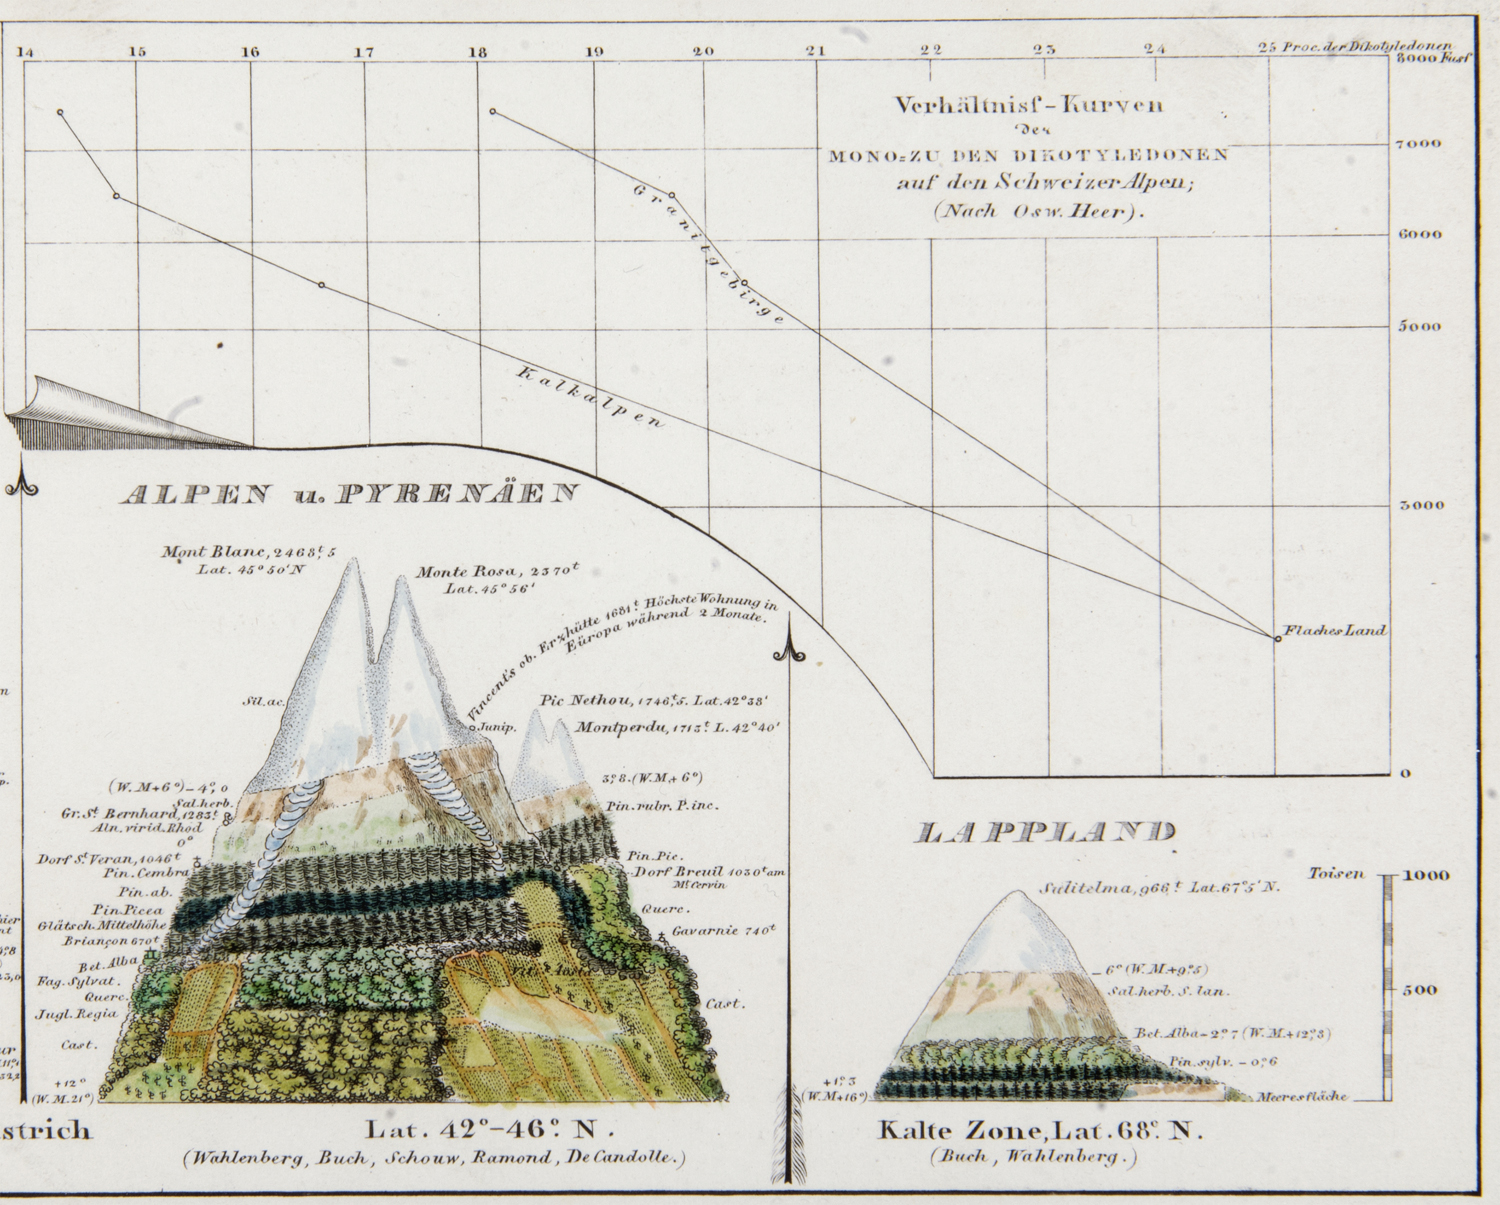 14 15 16 17 18 19 20 21 22 23 24 25 Proc. der Dikotyledonen
8000 Fuſs
Verhältniſs-Kurven
der
MONO=ZU DEN DIKOTYLEDONEN
auf den Schweizer Alpen;
(Nach Osw. Heer).
7000
6000
5000
3000
0
Granitgebirge
Kalkalpen
Flaches Land
ALPEN u. PYRENÄEN
Mont Blanc, 2468,t 5
Lat. 45° 50' N
Monte Rosa, 2370t
Lat. 45° 56'
Vincent's ob. Erzhütte 1681t Höchste Wohnung in
Europa während 2 Monate.
Sil. ac.
Junip.
Pic Nethou, 1746,t5. Lat. 42° 38'
Montperdu, 1715t L. 42° 40'
(W. M+6°)-4,° 0
Sal. herb.
Gr. St Bernhard, 1283t
Aln. virid. Rhod
0°
Dorf St Veran, 1046t
Pin. Cembra
Pin. ab.
Pin. Picea
Glätsch. Mittelhöhe
Briançon 670t
Bet. Alba
Fag. Sylvat.
Querc.
Jugl. Regia
Cast.
+12°
(W. M. 21°)
3,°8. (W. M+ 6°)
Pin. rubr. P. inc.
Pin. Pic.
Dorf Breuil 1030t am
Mt Cervin
Querc.
Gavarnie 740t
Cast.
strich
Lat. 42°-46° N.
(Wahlenberg, Buch, Schouw, Ramond, De Candolle.)
LAPPLAND
Sulitelma, 966t Lat. 67° 5' N.
Toisen
1000
500
-6° (W. M.+9,°5)
Sal. herb. S. lan.
Bet. Alba-2,°7 (W. M.+12,°8)
Pin. sylv. - 0,°6
+1,°3
(W. M+16°)
Meeresfläche
Kalte Zone, Lat. 68° N.
(Buch, Wahlenberg.)